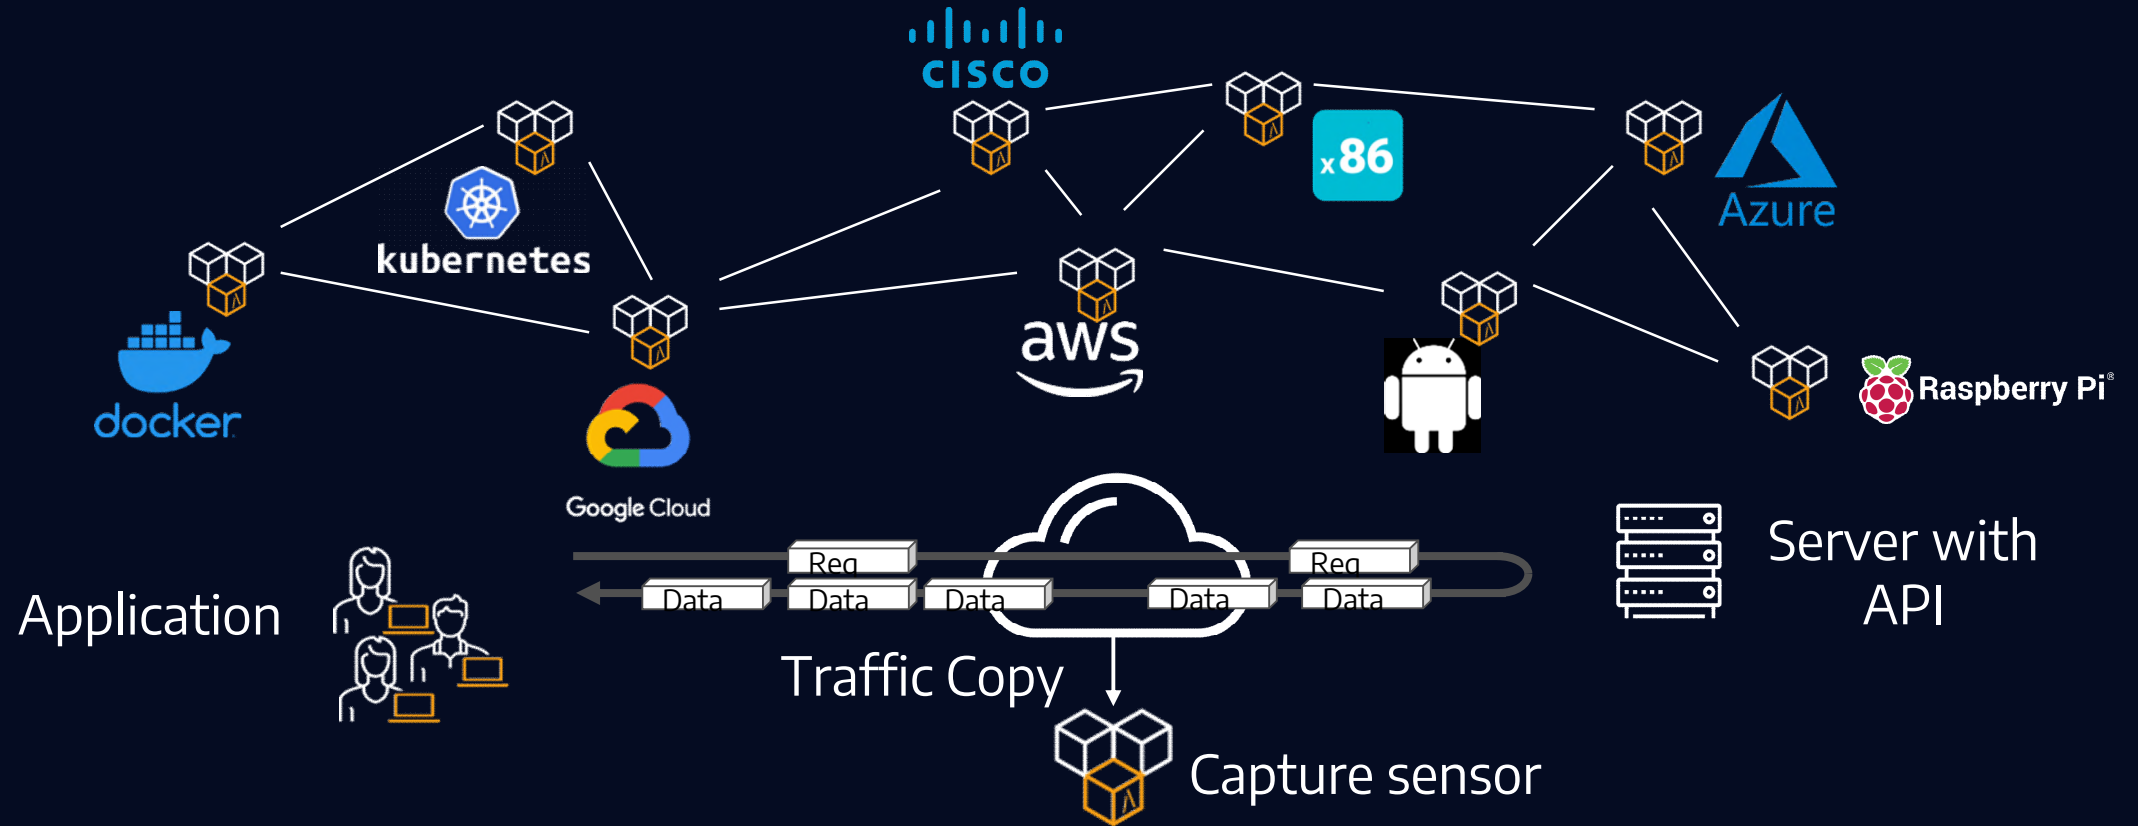 CISCO
x86
Azure
kubernetes
docker
aws
Raspberry Pi®
Google Cloud
Req
Req
Data
Data
Data
Data
Data
Application
Server with
API
Traffic Copy
Capture sensor